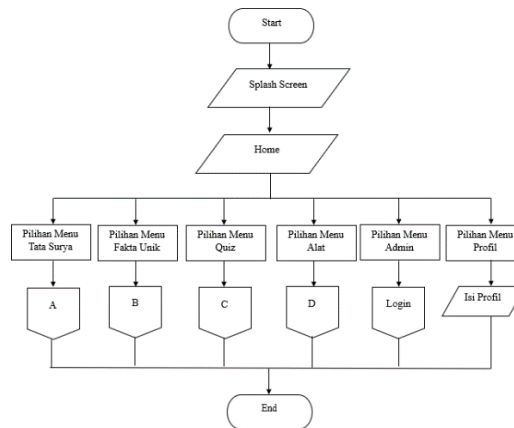 Start
Splash Screen
Home
Pilihan Menu
Tata Surya
Pilihan Menu
Fakta Unik
Pilihan Menu
Quiz
Pilihan Menu
Alat
Pilihan Menu
Admin
Pilihan Menu
Profil
A
B
C
D
Login
Isi Profil
End